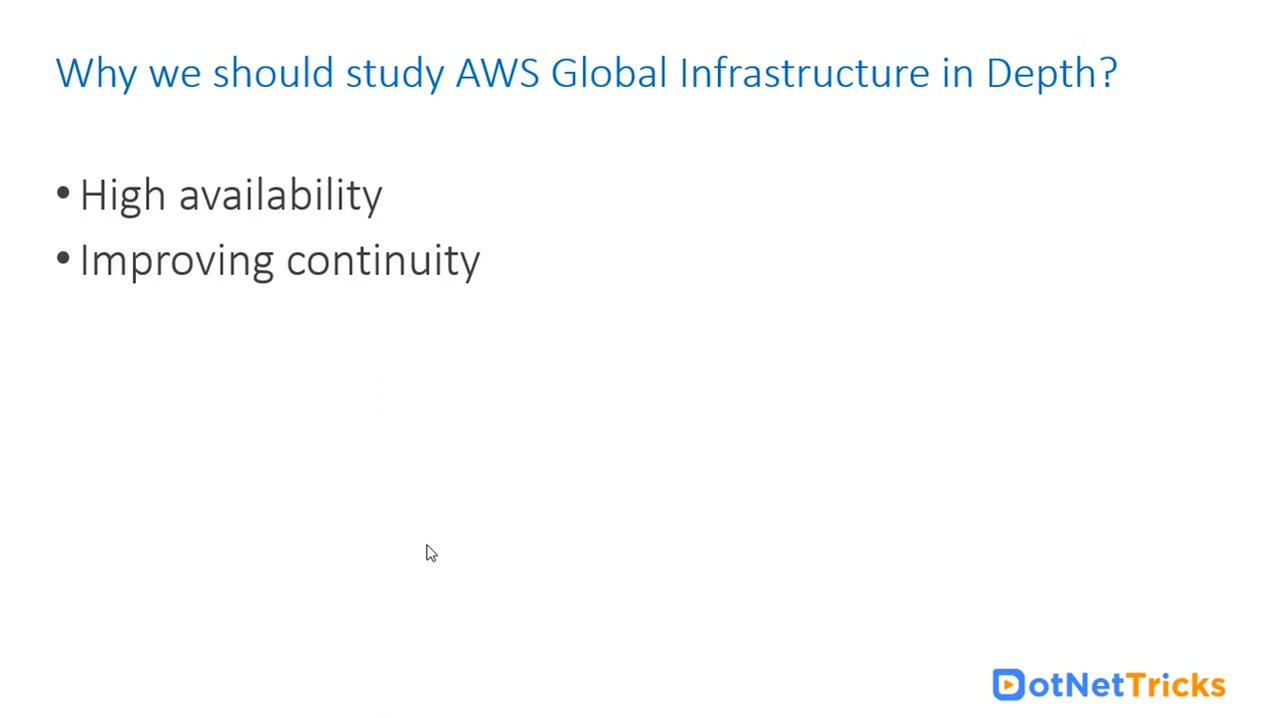 Why we should study AWS Global Infrastructure in Depth?
• High availability
• Improving continuity
DotNetTricks